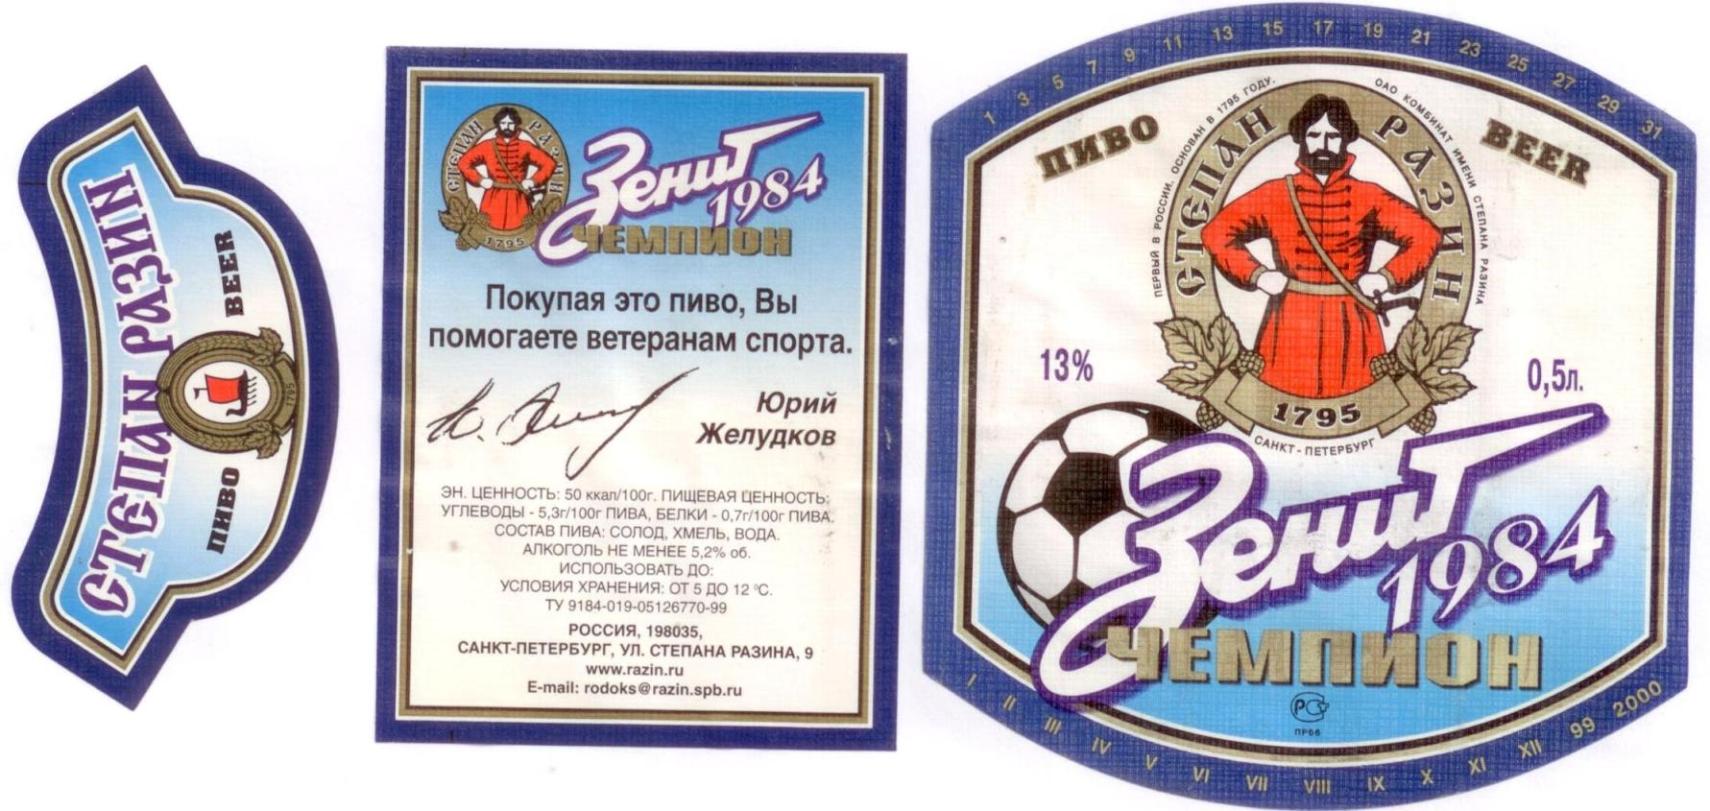 СТЕПАН РАЗИН
ПИВО
BEER
1795
СТЕПАН РАЗИН
1795
Зенит
1984
ЧЕМПИОН
Покупая это пиво, Вы
помогаете ветеранам спорта.
Юрий
Желудков
ЭН. ЦЕННОСТЬ: 50 ккал/100г. ПИЩЕВАЯ ЦЕННОСТЬ:
УГЛЕВОДЫ - 5,3г/100г ПИВА, БЕЛКИ - 0,7г/100г ПИВА.
СОСТАВ ПИВА: СОЛОД, ХМЕЛЬ, ВОДА.
АЛКОГОЛЬ НЕ МЕНЕЕ 5,2% об.
ИСПОЛЬЗОВАТЬ ДО:
УСЛОВИЯ ХРАНЕНИЯ: ОТ 5 ДО 12 °С.
ТУ 9184-019-05126770-99
РОССИЯ, 198035,
САНКТ-ПЕТЕРБУРГ, УЛ. СТЕПАНА РАЗИНА, 9
www.razin.ru
E-mail: rodoks@razin.spb.ru
1 3 5 7 9 11 13 15 17 19 21 23 25 27 29 31
ПИВО
BEER
ПЕРВЫЙ В РОССИИ. ОСНОВАН В 1795 ГОДУ.
ОАО КОМБИНАТ ИМЕНИ СТЕПАНА РАЗИНА
СТЕПАН РАЗИН
13%
0,5л.
1795
САНКТ-ПЕТЕРБУРГ
Зенит
1984
ЧЕМПИОН
РС
ПР66
I II III IV V VI VII VIII IX X XI XII 99 2000